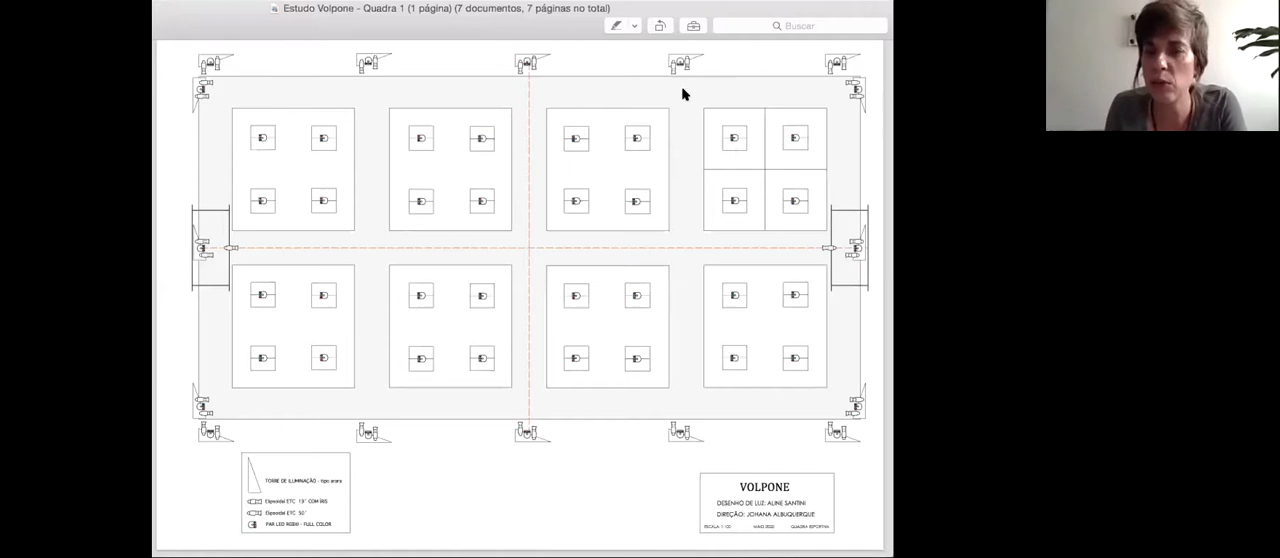 Estudo Volpone - Quadra 1 (1 página) (7 documentos, 7 páginas no total)
Buscar
TORRE DE ILUMINAÇÃO - tipo arara
Elipsoidal ETC 19° COM ÍRIS
Elipsoidal ETC 50°
PAR LED RGBW - FULL COLOR
VOLPONE
DESENHO DE LUZ: ALINE SANTINI
DIREÇÃO: JOHANA ALBUQUERQUE
MAIO 2020 QUADRA ESPORTIVA